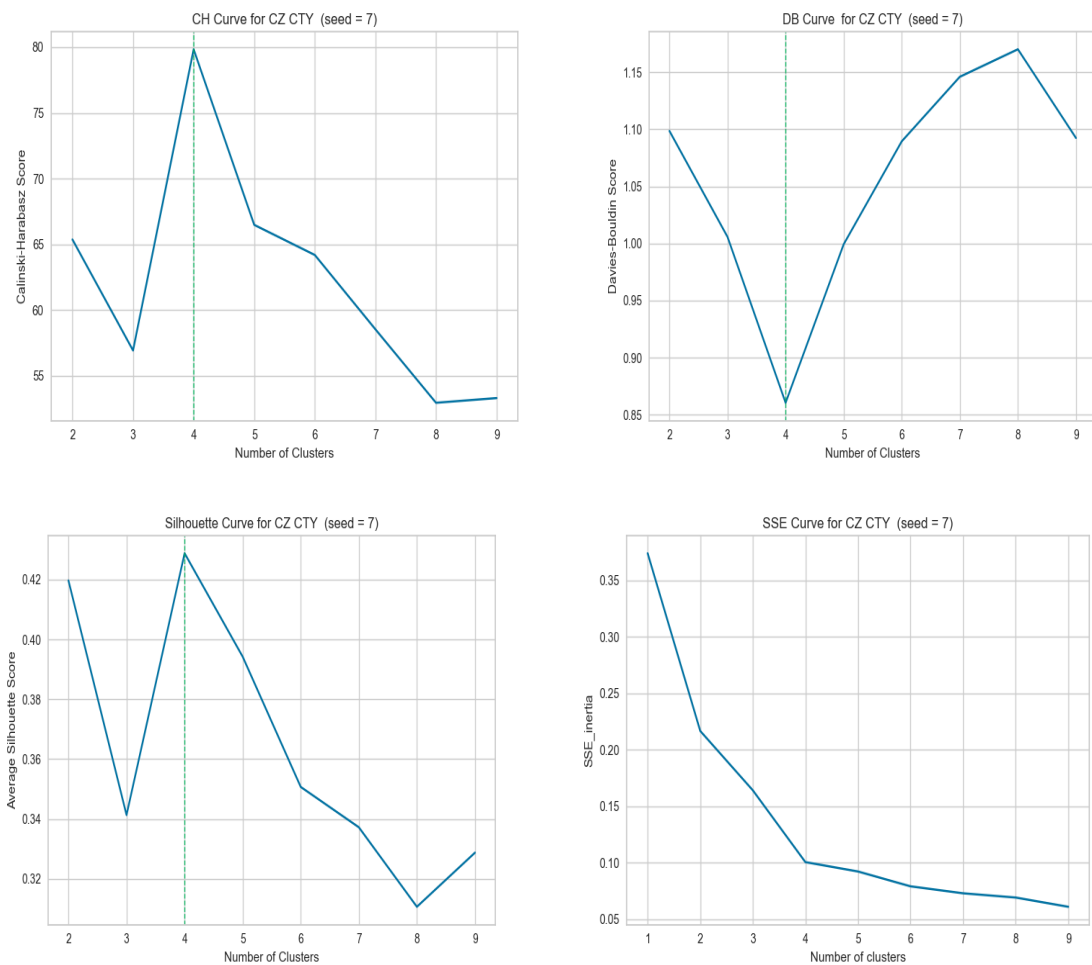 CH Curve for CZ CTY (seed = 7)
Calinski-Harabasz Score
80
75
70
65
60
55
2 3 4 5 6 7 8 9
Number of Clusters
DB Curve for CZ CTY (seed = 7)
Davies-Bouldin Score
1.15
1.10
1.05
1.00
0.95
0.90
0.85
2 3 4 5 6 7 8 9
Number of Clusters
Silhouette Curve for CZ CTY (seed = 7)
Average Silhouette Score
0.42
0.40
0.38
0.36
0.34
0.32
2 3 4 5 6 7 8 9
Number of Clusters
SSE Curve for CZ CTY (seed = 7)
SSE_inertia
0.35
0.30
0.25
0.20
0.15
0.10
0.05
1 2 3 4 5 6 7 8 9
Number of clusters